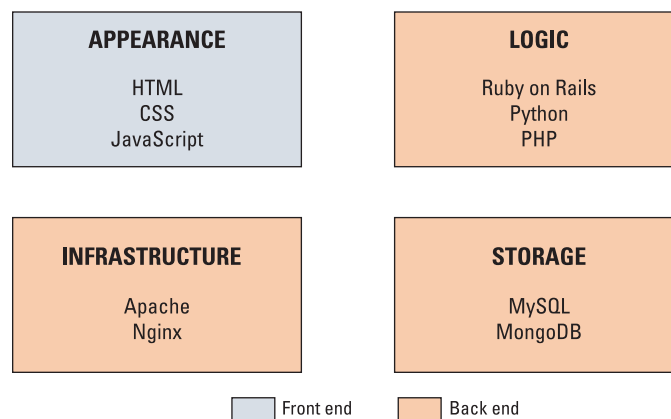 APPEARANCE
HTML
CSS
JavaScript
LOGIC
Ruby on Rails
Python
PHP
INFRASTRUCTURE
Apache
Nginx
STORAGE
MySQL
MongoDB
Front end
Back end